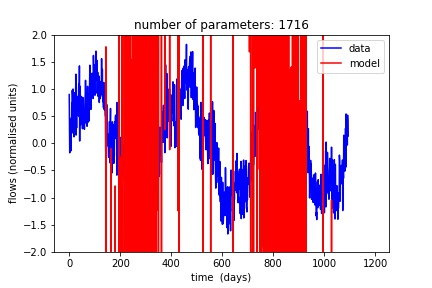 number of parameters: 1716
data
model
flows (normalised units)
2.0
1.5
1.0
0.5
0.0
−0.5
−1.0
−1.5
−2.0
0 200 400 600 800 1000 1200
time (days)